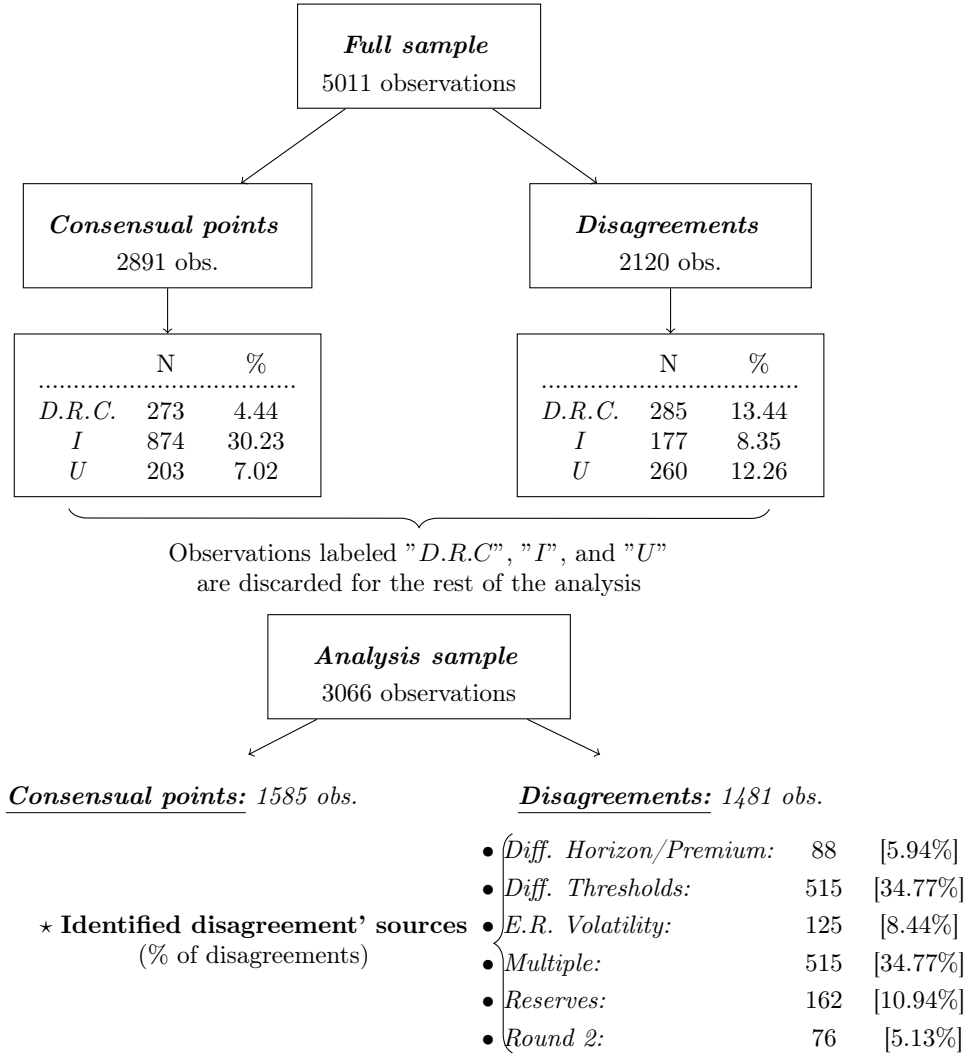 Full sample
5011 observations
Consensual points
2891 obs.
Disagreements
2120 obs.
N %
D.R.C. 273 4.44
I 874 30.23
U 203 7.02
N %
D.R.C. 285 13.44
I 177 8.35
U 260 12.26
Observations labeled ”D.R.C”, ”I”, and ”U”
are discarded for the rest of the analysis
Analysis sample
3066 observations
Consensual points: 1585 obs.
Disagreements: 1481 obs.
⋆ Identified disagreement’ sources
(% of disagreements)
• Diff. Horizon/Premium: 88 [5.94%]
• Diff. Thresholds: 515 [34.77%]
• E.R. Volatility: 125 [8.44%]
• Multiple: 515 [34.77%]
• Reserves: 162 [10.94%]
• Round 2: 76 [5.13%]